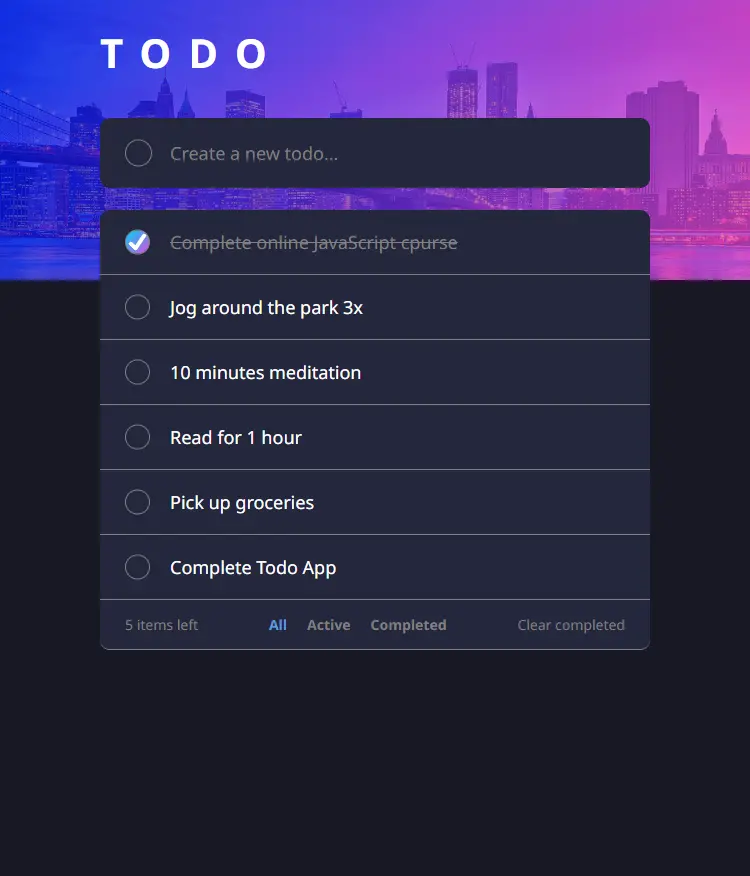 T O D O
Create a new todo...
Complete online JavaScript cpurse
Jog around the park 3x
10 minutes meditation
Read for 1 hour
Pick up groceries
Complete Todo App
5 items left All Active Completed Clear completed